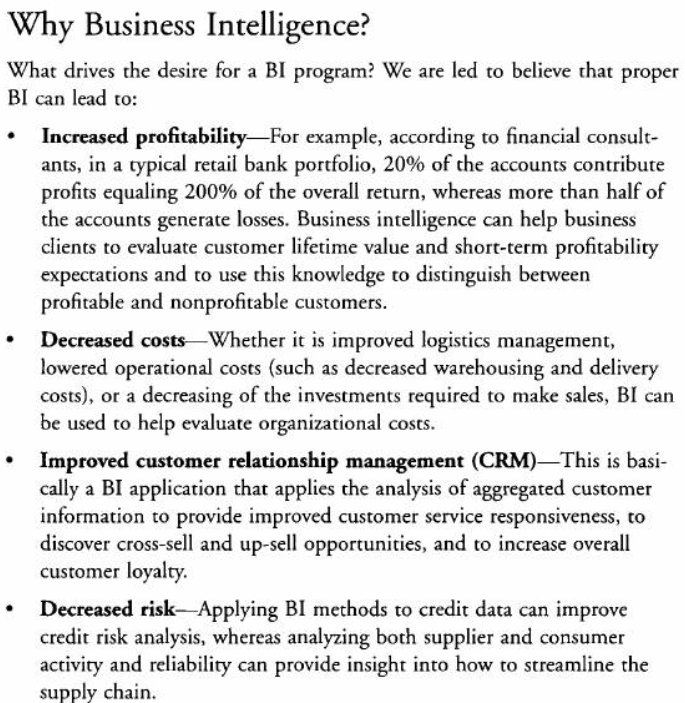 Why Business Intelligence?
What drives the desire for a BI program? We are led to believe that proper
BI can lead to:
• Increased profitability—For example, according to financial consult-
ants, in a typical retail bank portfolio, 20% of the accounts contribute
profits equaling 200% of the overall return, whereas more than half of
the accounts generate losses. Business intelligence can help business
clients to evaluate customer lifetime value and short-term profitability
expectations and to use this knowledge to distinguish between
profitable and nonprofitable customers.
• Decreased costs—Whether it is improved logistics management,
lowered operational costs (such as decreased warehousing and delivery
costs), or a decreasing of the investments required to make sales, BI can
be used to help evaluate organizational costs.
• Improved customer relationship management (CRM)—This is basi-
cally a BI application that applies the analysis of aggregated customer
information to provide improved customer service responsiveness, to
discover cross-sell and up-sell opportunities, and to increase overall
customer loyalty.
• Decreased risk—Applying BI methods to credit data can improve
credit risk analysis, whereas analyzing both supplier and consumer
activity and reliability can provide insight into how to streamline the
supply chain.